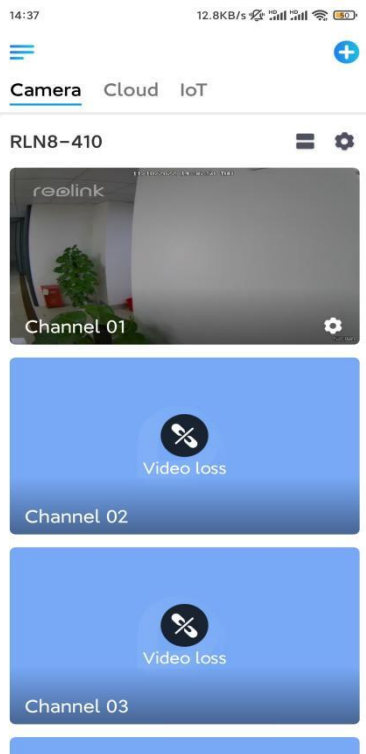 14:37
12.8KB/s
50
Camera Cloud IoT
RLN8-410
reolink
Channel 01
Video loss
Channel 02
Video loss
Channel 03